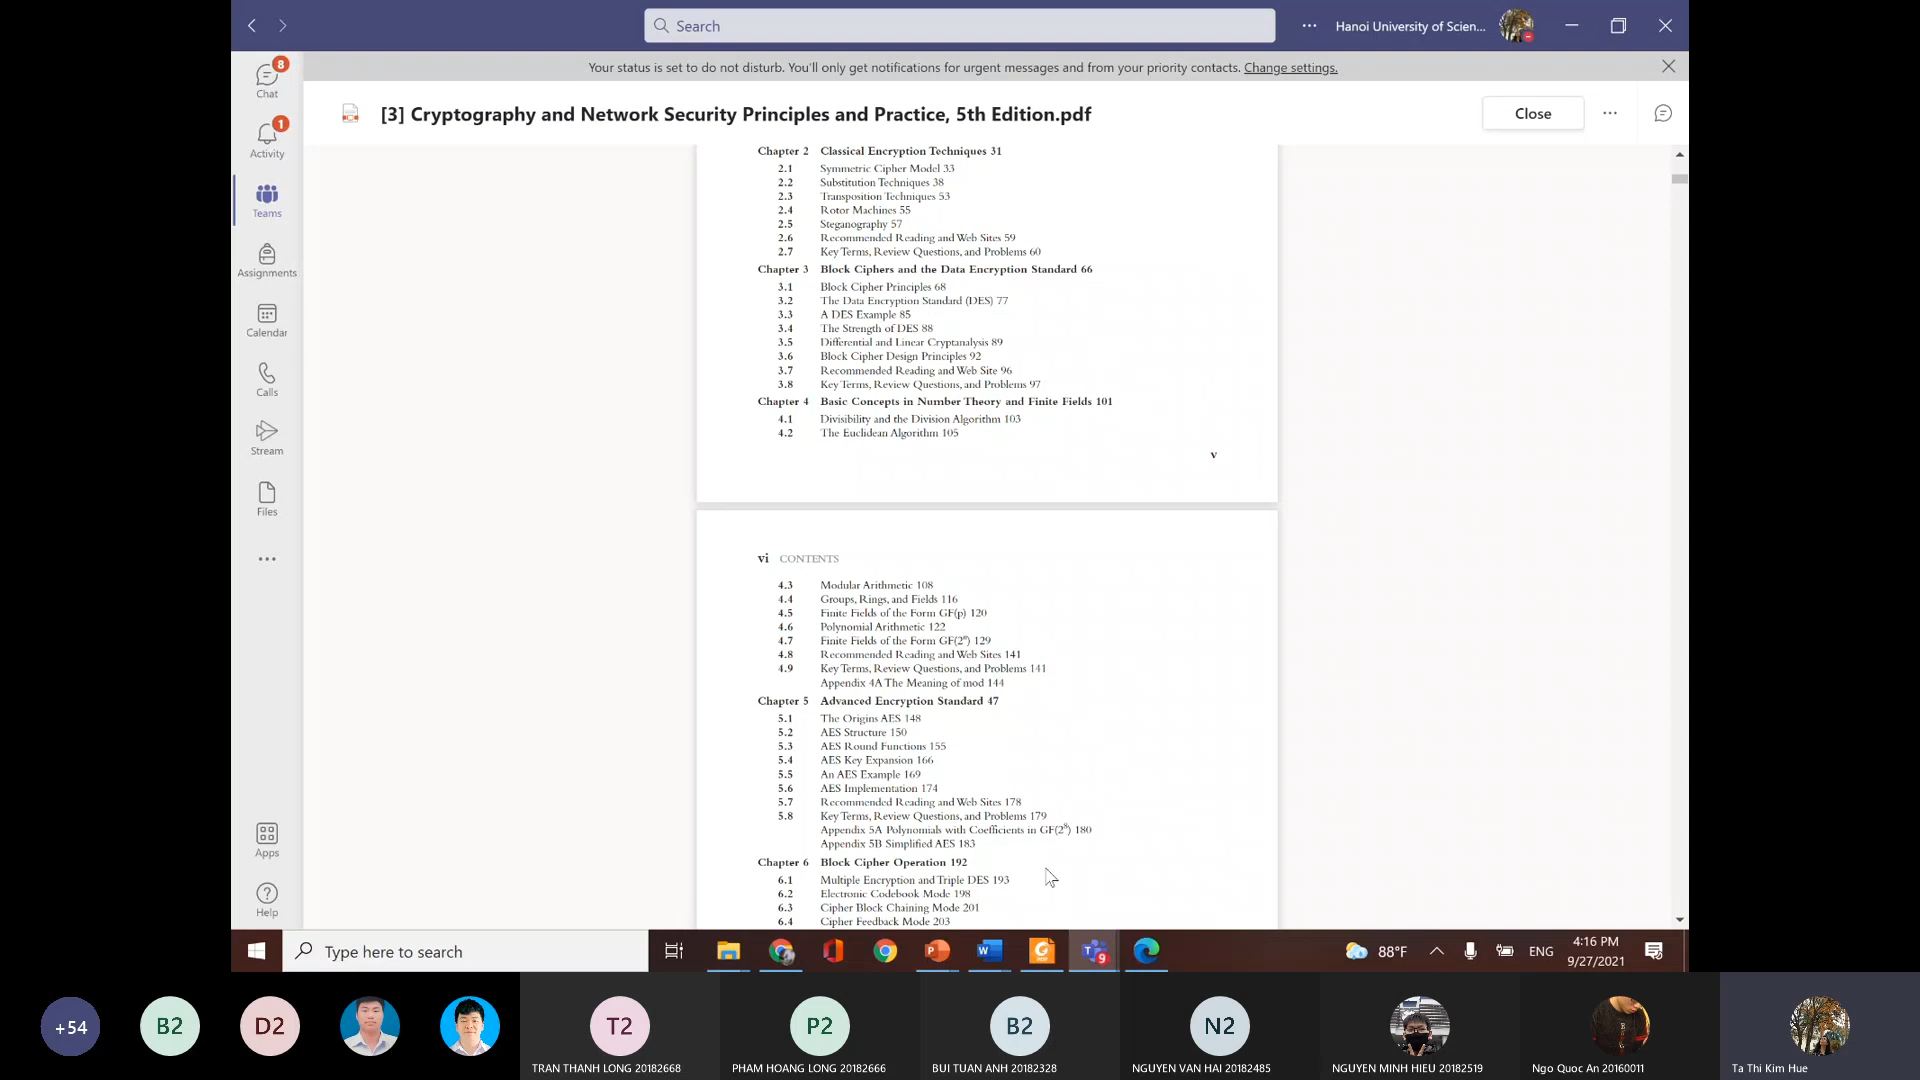 Search
Hanoi University of Scien...
Your status is set to do not disturb. You'll only get notifications for urgent messages and from your priority contacts. Change settings.
8
Chat
1
Activity
Teams
Assignments
Calendar
Calls
Stream
Files
Apps
Help
[3] Cryptography and Network Security Principles and Practice, 5th Edition.pdf
Close
Chapter 2 Classical Encryption Techniques 31
2.1 Symmetric Cipher Model 33
2.2 Substitution Techniques 38
2.3 Transposition Techniques 53
2.4 Rotor Machines 55
2.5 Steganography 57
2.6 Recommended Reading and Web Sites 59
2.7 Key Terms, Review Questions, and Problems 60
Chapter 3 Block Ciphers and the Data Encryption Standard 66
3.1 Block Cipher Principles 68
3.2 The Data Encryption Standard (DES) 77
3.3 A DES Example 85
3.4 The Strength of DES 88
3.5 Differential and Linear Cryptanalysis 89
3.6 Block Cipher Design Principles 92
3.7 Recommended Reading and Web Site 96
3.8 Key Terms, Review Questions, and Problems 97
Chapter 4 Basic Concepts in Number Theory and Finite Fields 101
4.1 Divisibility and the Division Algorithm 103
4.2 The Euclidean Algorithm 105
v
vi CONTENTS
4.3 Modular Arithmetic 108
4.4 Groups, Rings, and Fields 116
4.5 Finite Fields of the Form GF(p) 120
4.6 Polynomial Arithmetic 122
4.7 Finite Fields of the Form GF(2ⁿ) 129
4.8 Recommended Reading and Web Sites 141
4.9 Key Terms, Review Questions, and Problems 141
Appendix 4A The Meaning of mod 144
Chapter 5 Advanced Encryption Standard 47
5.1 The Origins AES 148
5.2 AES Structure 150
5.3 AES Round Functions 155
5.4 AES Key Expansion 166
5.5 An AES Example 169
5.6 AES Implementation 174
5.7 Recommended Reading and Web Sites 178
5.8 Key Terms, Review Questions, and Problems 179
Appendix 5A Polynomials with Coefficients in GF(2⁸) 180
Appendix 5B Simplified AES 183
Chapter 6 Block Cipher Operation 192
6.1 Multiple Encryption and Triple DES 193
6.2 Electronic Codebook Mode 198
6.3 Cipher Block Chaining Mode 201
6.4 Cipher Feedback Mode 203
Type here to search
9
88°F
ENG
4:16 PM
9/27/2021
+54
B2
D2
T2
P2
B2
N2
TRAN THANH LONG 20182668
PHAM HOANG LONG 20182666
BUI TUAN ANH 20182328
NGUYEN VAN HAI 20182485
NGUYEN MINH HIEU 20182519
Ngo Quoc An 20160011
Ta Thi Kim Hue